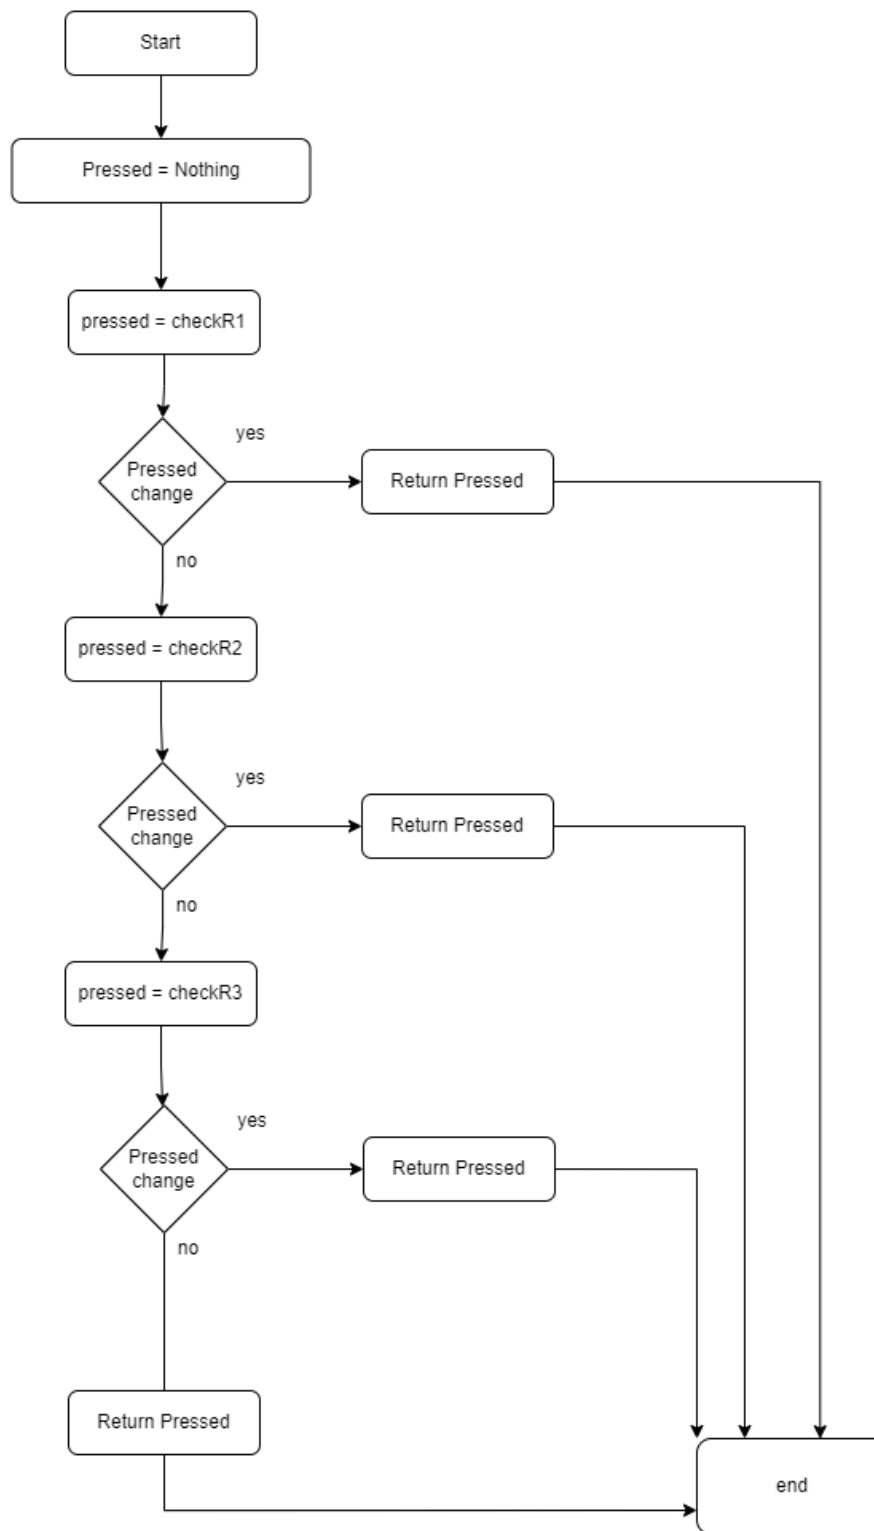 Start
Pressed = Nothing
pressed = checkR1
Pressed
change
yes
Return Pressed
no
pressed = checkR2
Pressed
change
yes
Return Pressed
no
pressed = checkR3
Pressed
change
yes
Return Pressed
no
Return Pressed
end